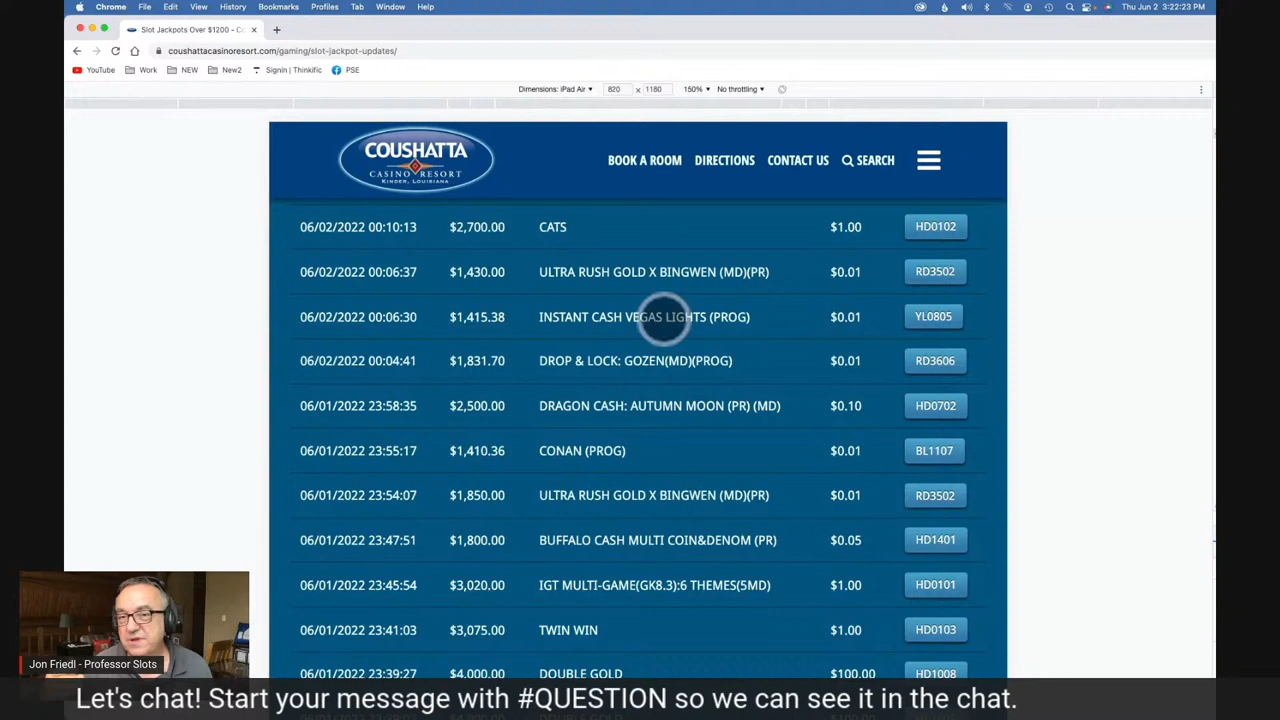 Chrome File Edit View History Bookmarks Profiles Tab Window Help Thu Jun 2 3:22:23 PM
Slot Jackpots Over $1200 - Co
coushattacasinoresort.com/gaming/slot-jackpot-updates/
YouTube Work NEW New2 Signin | Thinkific PSE
Dimensions: iPad Air 820 x 1180 150% No throttling
COUSHATTA
CASINO RESORT
KINDER, LOUISIANA
BOOK A ROOM DIRECTIONS CONTACT US SEARCH
06/02/2022 00:10:13 $2,700.00 CATS $1.00 HD0102
06/02/2022 00:06:37 $1,430.00 ULTRA RUSH GOLD X BINGWEN (MD)(PR) $0.01 RD3502
06/02/2022 00:06:30 $1,415.38 INSTANT CASH VEGAS LIGHTS (PROG) $0.01 YL0805
06/02/2022 00:04:41 $1,831.70 DROP & LOCK: GOZEN(MD)(PROG) $0.01 RD3606
06/01/2022 23:58:35 $2,500.00 DRAGON CASH: AUTUMN MOON (PR) (MD) $0.10 HD0702
06/01/2022 23:55:17 $1,410.36 CONAN (PROG) $0.01 BL1107
06/01/2022 23:54:07 $1,850.00 ULTRA RUSH GOLD X BINGWEN (MD)(PR) $0.01 RD3502
06/01/2022 23:47:51 $1,800.00 BUFFALO CASH MULTI COIN&DENOM (PR) $0.05 HD1401
06/01/2022 23:45:54 $3,020.00 IGT MULTI-GAME(GK8.3):6 THEMES(5MD) $1.00 HD0101
06/01/2022 23:41:03 $3,075.00 TWIN WIN $1.00 HD0103
06/01/2022 23:39:27 $4,000.00 DOUBLE GOLD $100.00 HD1008
Jon Friedl - Professor Slots
Let's chat! Start your message with #QUESTION so we can see it in the chat.